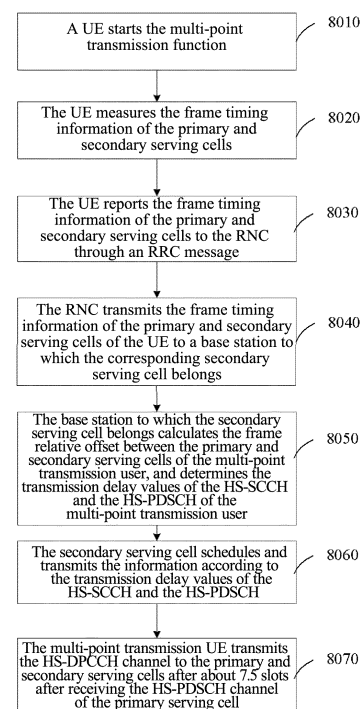 A UE starts the multi-point
transmission function
8010
The UE measures the frame timing
information of the primary and
secondary serving cells
8020
The UE reports the frame timing
information of the primary and
secondary serving cells to the RNC
through an RRC message
8030
The RNC transmits the frame timing
information of the primary and secondary
serving cells of the UE to a base station to
which the corresponding secondary
serving cell belongs
8040
The base station to which the secondary
serving cell belongs calculates the frame
relative offset between the primary and
secondary serving cells of the multi-point
transmission user, and determines the
transmission delay values of the HS-SCCH
and the HS-PDSCH of the
multi-point transmission user
8050
The secondary serving cell schedules and
transmits the information according to
the transmission delay values of the
HS-SCCH and the HS-PDSCH
8060
The multi-point transmission UE transmits
the HS-DPCCH channel to the primary and
secondary serving cells after about 7.5 slots
after receiving the HS-PDSCH channel
of the primary serving cell
8070